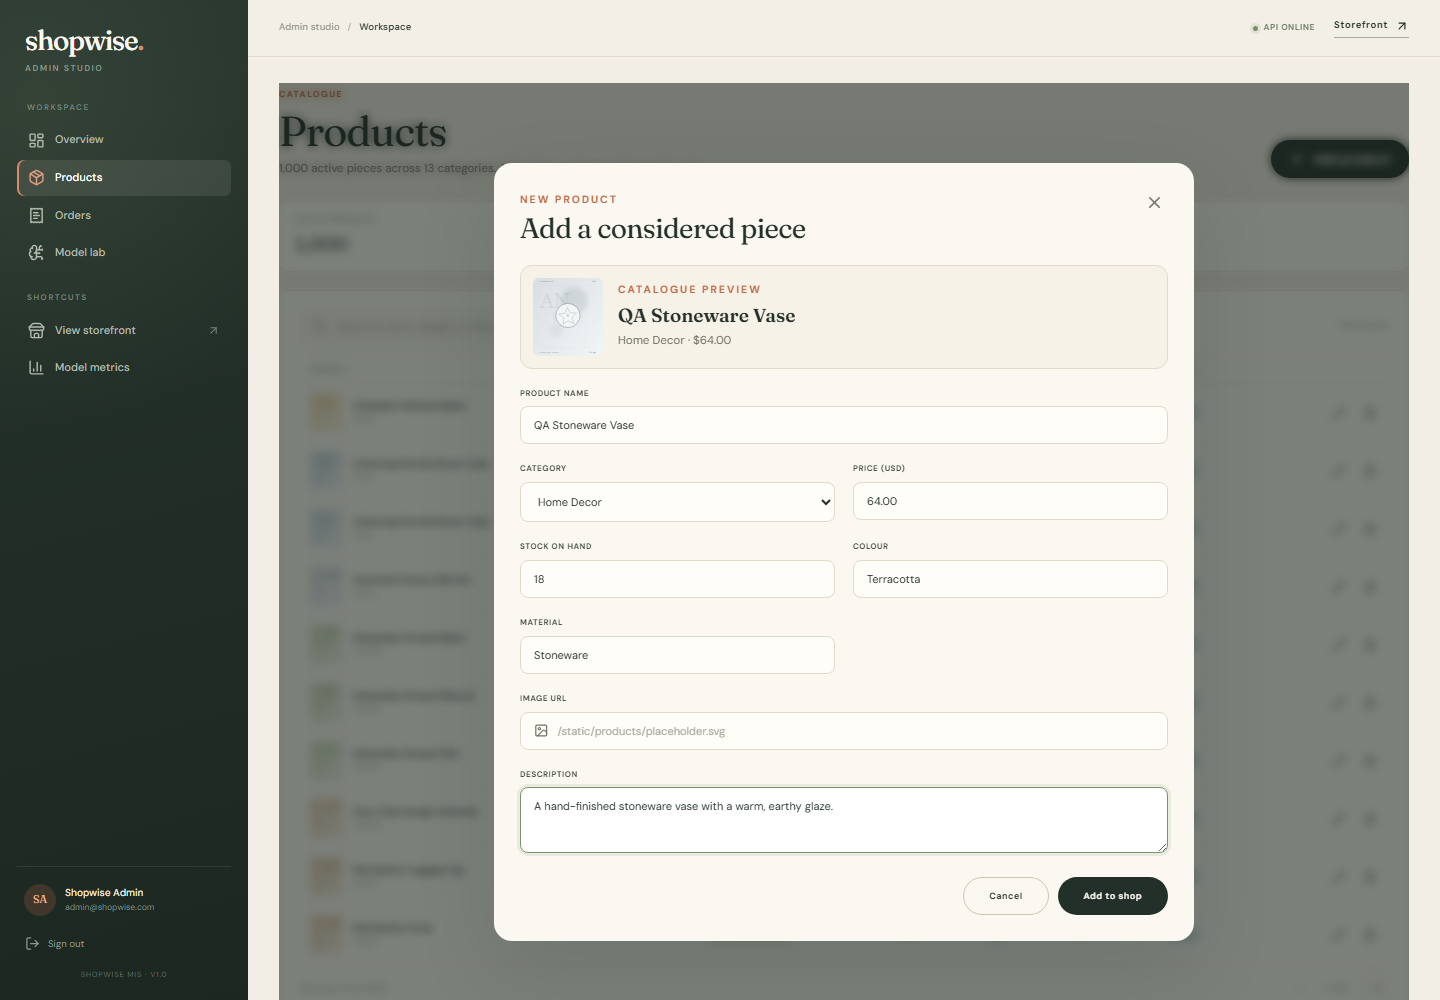 shopwise.
ADMIN STUDIO
WORKSPACE
Overview
Products
Orders
Model lab
SHORTCUTS
View storefront
Model metrics
SA
Shopwise Admin
admin@shopwise.com
Sign out
SHOPWISE MIS · V1.0
Admin studio / Workspace
API ONLINE
Storefront
CATALOGUE
Products
1,000 active pieces across 13 categories.
Add product
1,000
NEW PRODUCT
Add a considered piece
CATALOGUE PREVIEW
QA Stoneware Vase
Home Decor · $64.00
PRODUCT NAME
QA Stoneware Vase
CATEGORY
PRICE (USD)
Home Decor
64.00
STOCK ON HAND
COLOUR
18
Terracotta
MATERIAL
Stoneware
IMAGE URL
/static/products/placeholder.svg
DESCRIPTION
A hand-finished stoneware vase with a warm, earthy glaze.
Cancel
Add to shop